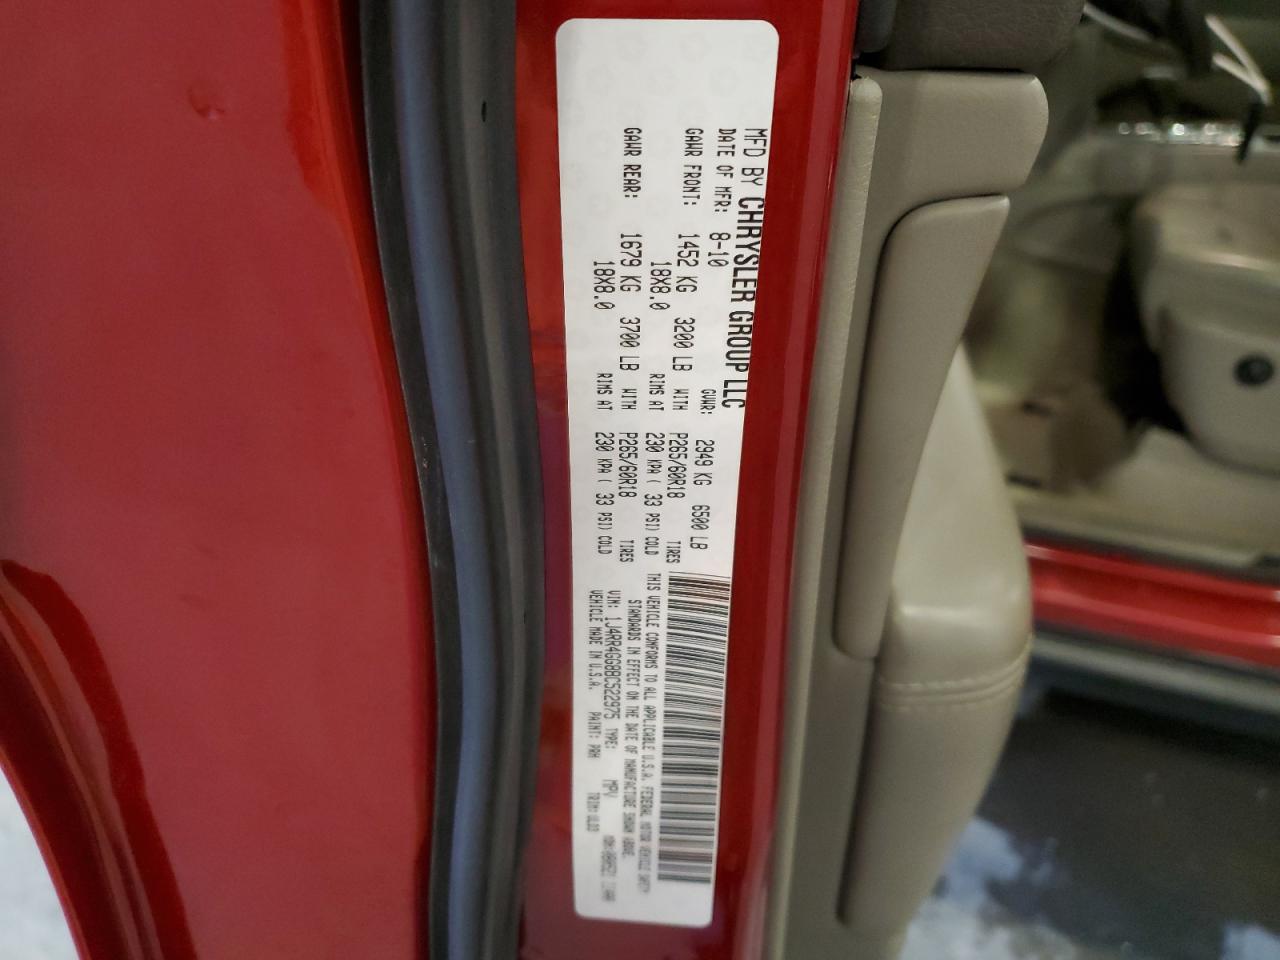 MFD BY CHRYSLER GROUP LLC
DATE OF MFR: 8-10 GVWR: 2949 KG 6500 LB
GAWR FRONT: 1452 KG 3200 LB WITH P265/60R18 TIRES
18X8.0 RIMS AT 230 KPA ( 33 PSI) COLD
GAWR REAR: 1679 KG 3700 LB WITH P265/60R18 TIRES
18X8.0 RIMS AT 230 KPA ( 33 PSI) COLD
THIS VEHICLE CONFORMS TO ALL APPLICABLE U.S.A. FEDERAL MOTOR VEHICLE SAFETY
STANDARDS IN EFFECT ON THE DATE OF MANUFACTURE SHOWN ABOVE.
VIN: 1J4RR4GG8BC522975 TYPE: MPV MDH:
VEHICLE MADE IN U.S.A. PAINT: PRH TRIM: